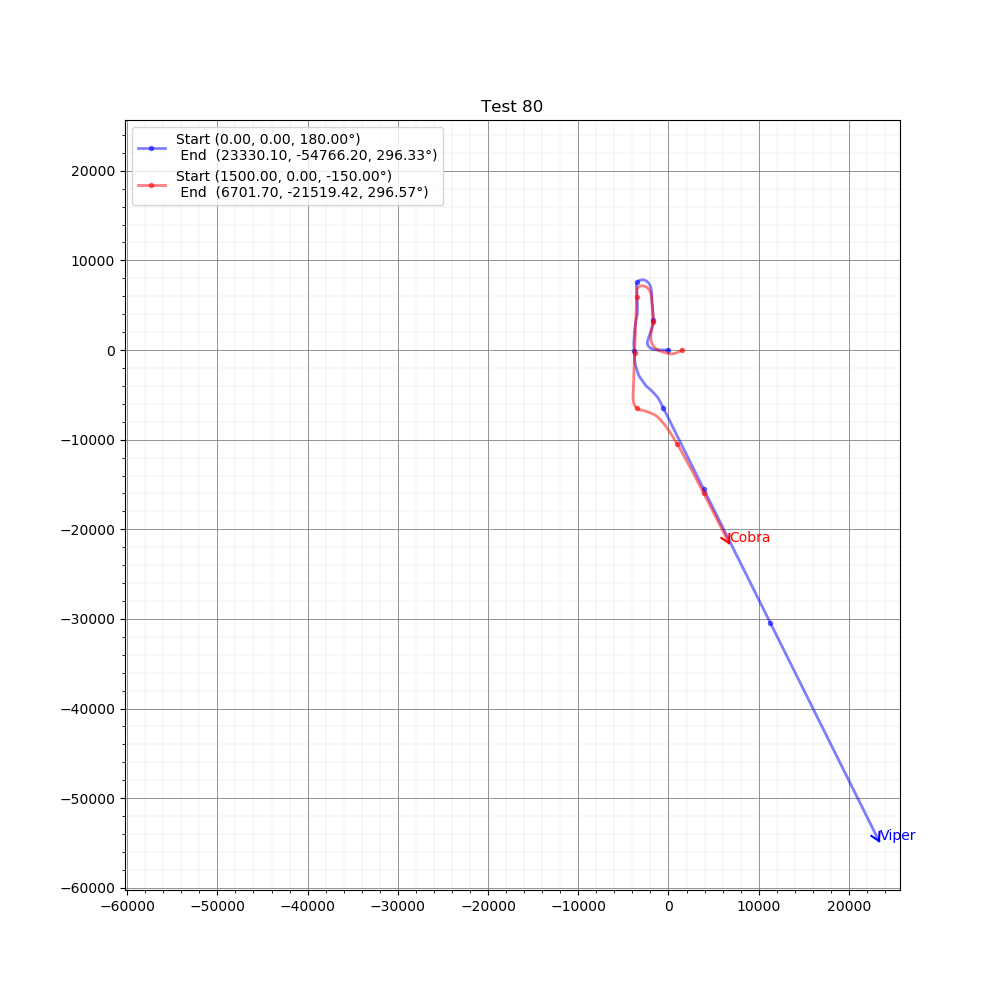 Test 80
Start (0.00, 0.00, 180.00°)
End (23330.10, -54766.20, 296.33°)
Start (1500.00, 0.00, -150.00°)
End (6701.70, -21519.42, 296.57°)
20000
10000
0
−10000
−20000
−30000
−40000
−50000
−60000
Cobra
Viper
−60000 −50000 −40000 −30000 −20000 −10000 0 10000 20000